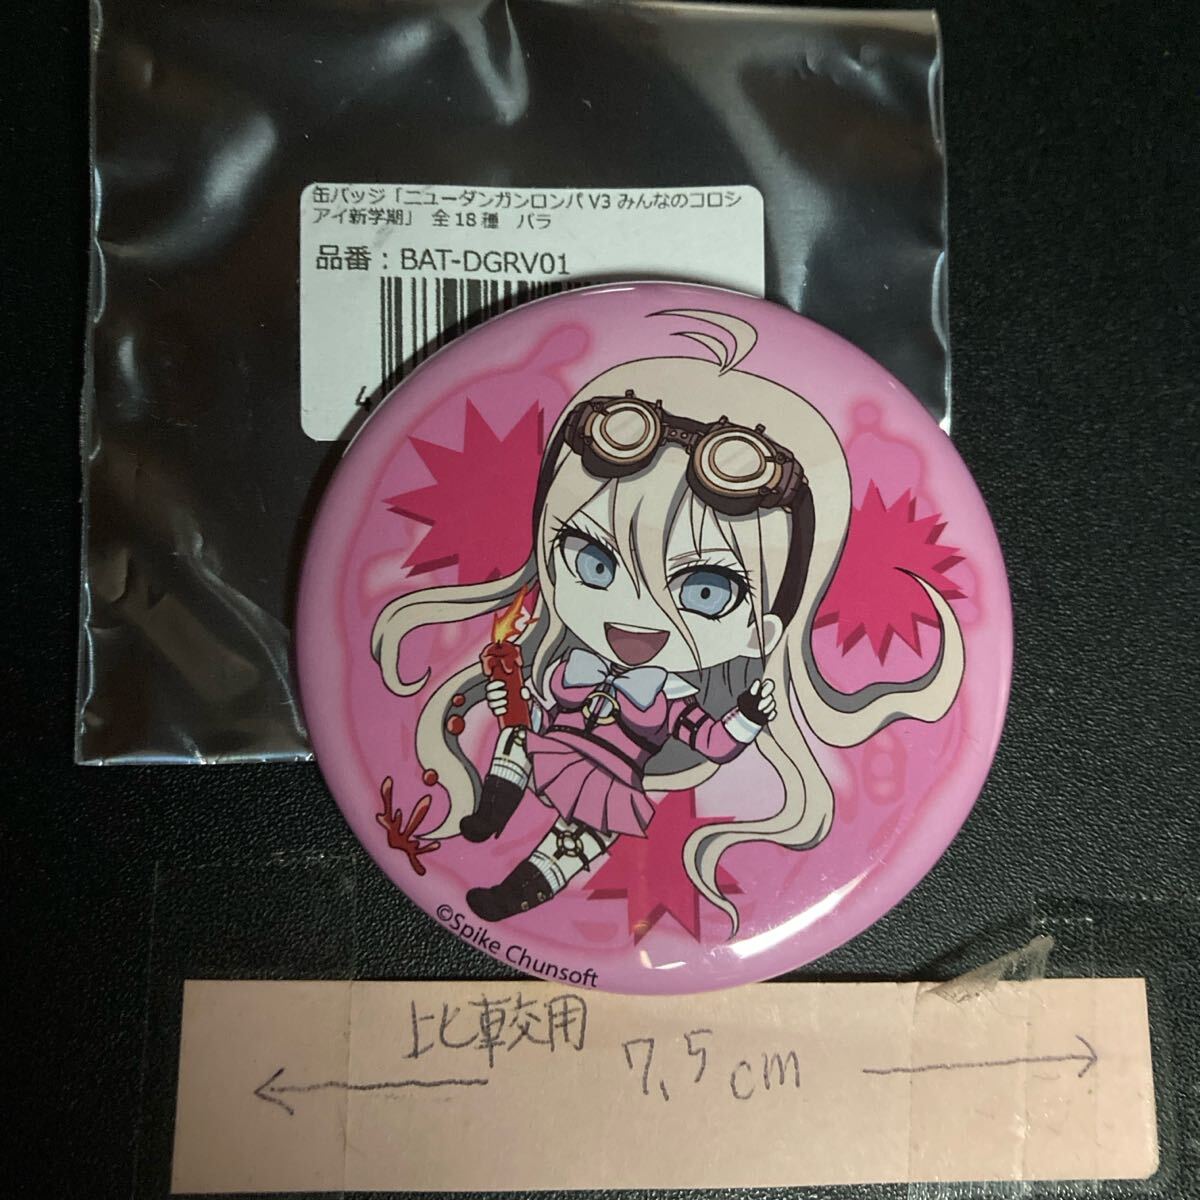 缶バッジ「ニューダンガンロンパ V3 みんなのコロシ
アイ新学期」 全18種 バラ
品番：BAT-DGRV01
4
©Spike Chunsoft
比較用
7.5cm